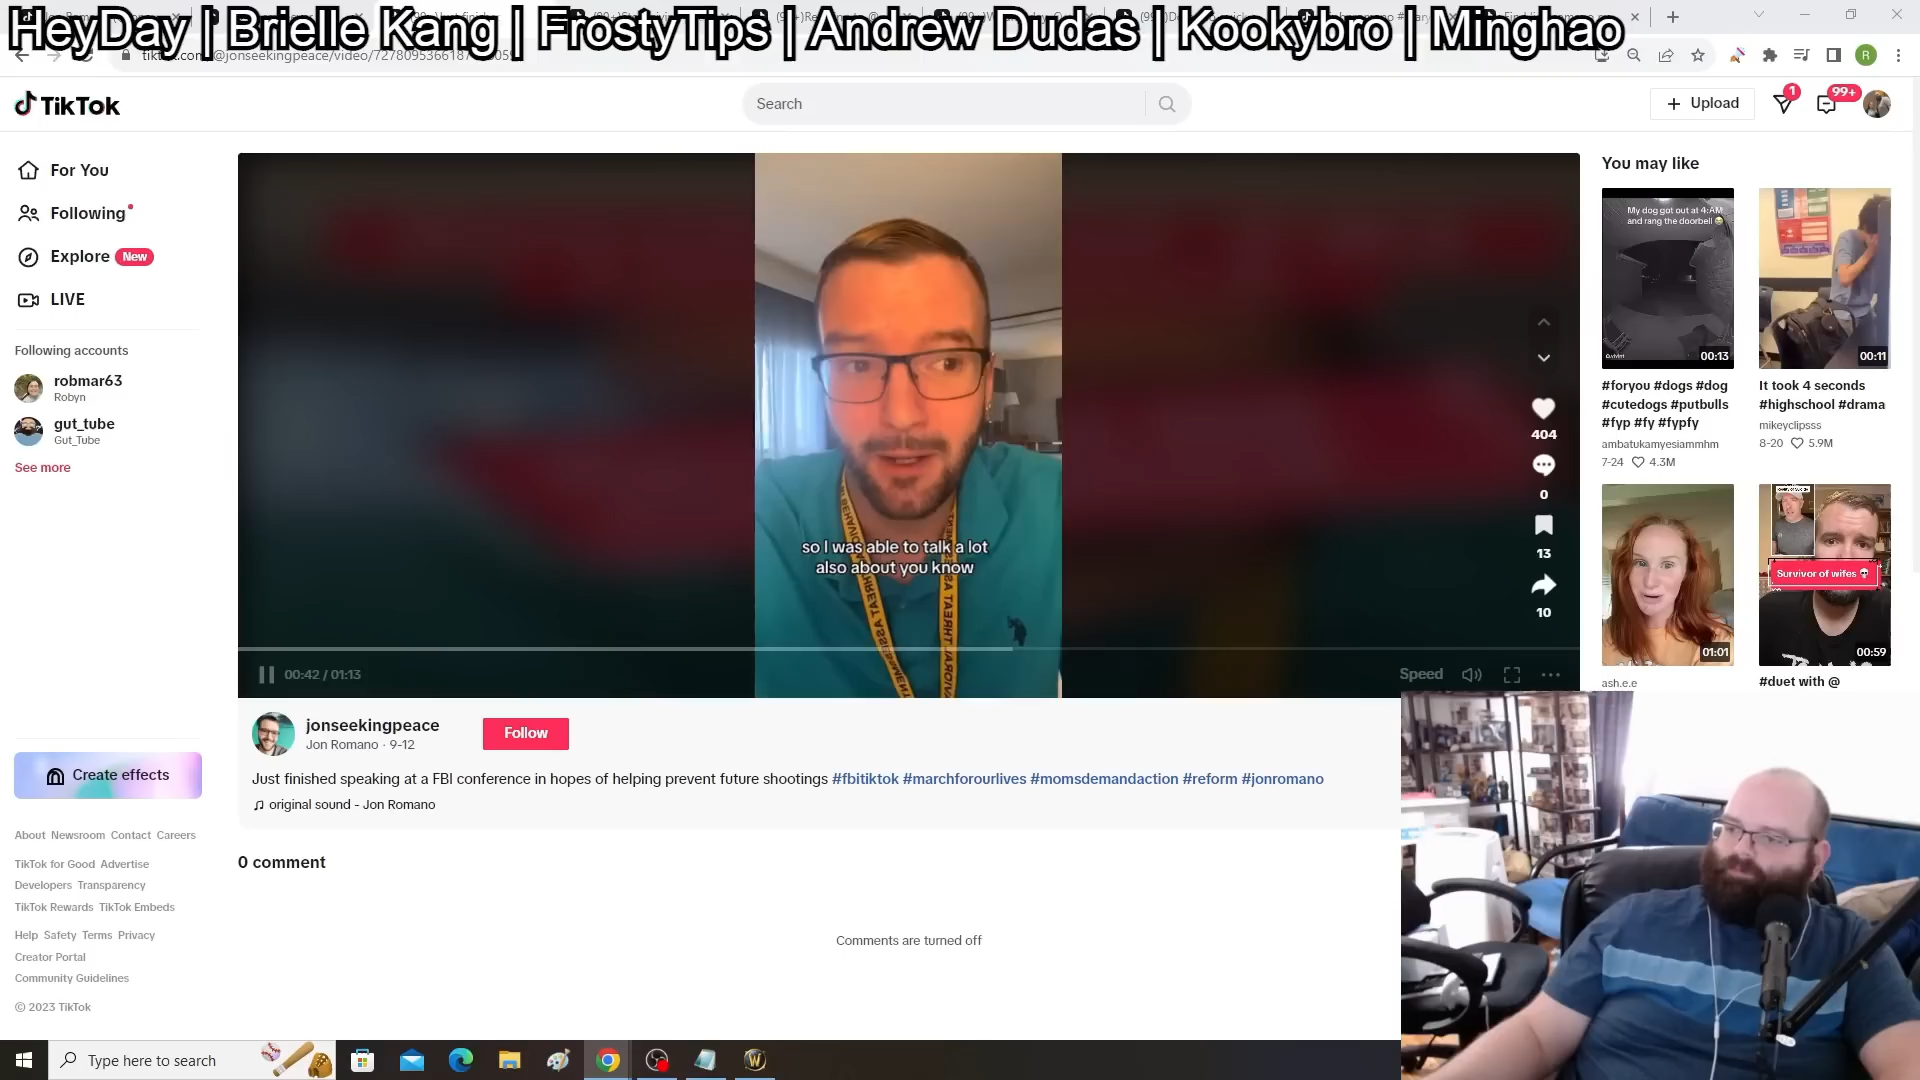 HeyDay | Brielle Kang | FrostyTips | Andrew Dudas | Kookybro | Minghao
TikTok
Search
Upload
1
99+
R
For You
Following
Explore New
LIVE
Following accounts
robmar63
Robyn
gut_tube
Gut_Tube
See more
Create effects
About Newsroom Contact Careers
TikTok for Good Advertise
Developers Transparency
TikTok Rewards TikTok Embeds
Help Safety Terms Privacy
Creator Portal
Community Guidelines
© 2023 TikTok
so I was able to talk a lot
also about you know
404
0
13
10
00:42 / 01:13
Speed
jonseekingpeace
Jon Romano · 9-12
Follow
Just finished speaking at a FBI conference in hopes of helping prevent future shootings #fbitiktok #marchforourlives #momsdemandaction #reform #jonromano
original sound - Jon Romano
0 comment
Comments are turned off
You may like
My dog got out at 4:AM
and rang the doorbell
00:13
#foryou #dogs #dog
#cutedogs #putbulls
#fyp #fy #fypfy
ambatukamyesiammhm
7-24 4.3M
00:11
It took 4 seconds
#highschool #drama
mikeyclipsss
8-20 5.9M
01:01
ash.e.e
Survivor of wifes
00:59
#duet with @
Type here to search